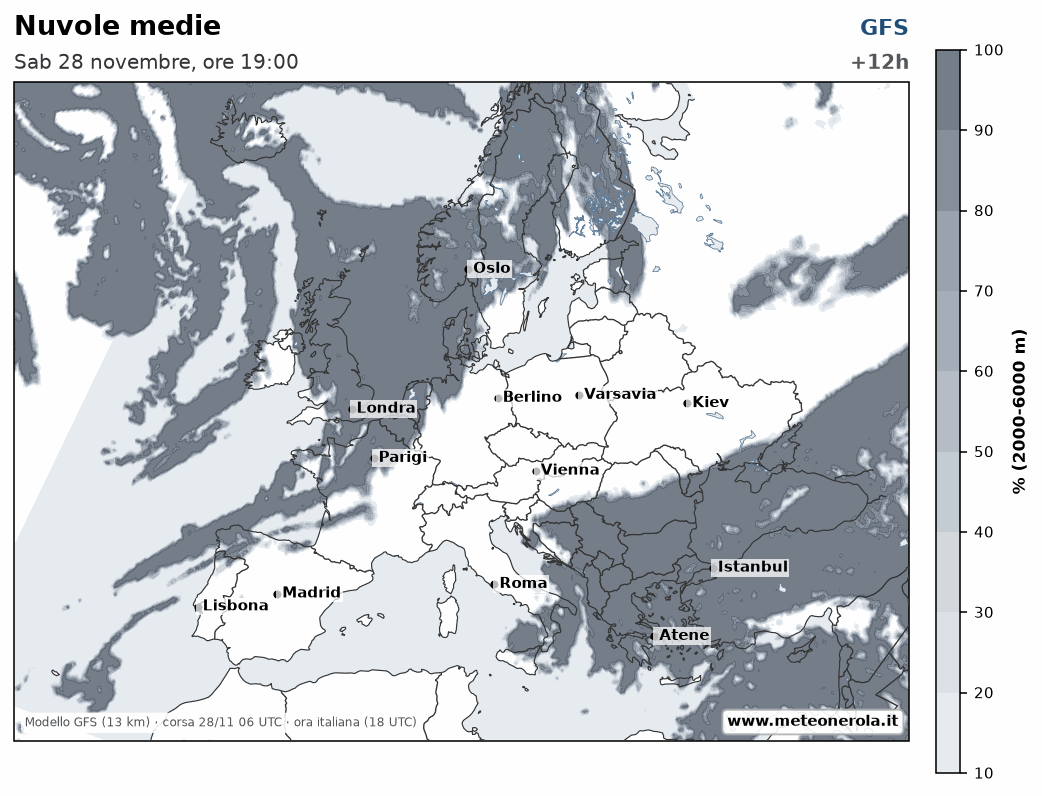 Nuvole medie
GFS
Sab 28 novembre, ore 19:00
+12h
100
90
80
70
60
50
40
30
20
10
% (2000-6000 m)
Oslo
Londra
Berlino
Varsavia
Kiev
Parigi
Vienna
Istanbul
Roma
Madrid
Lisbona
Atene
Modello GFS (13 km) · corsa 28/11 06 UTC · ora italiana (18 UTC)
www.meteonerola.it